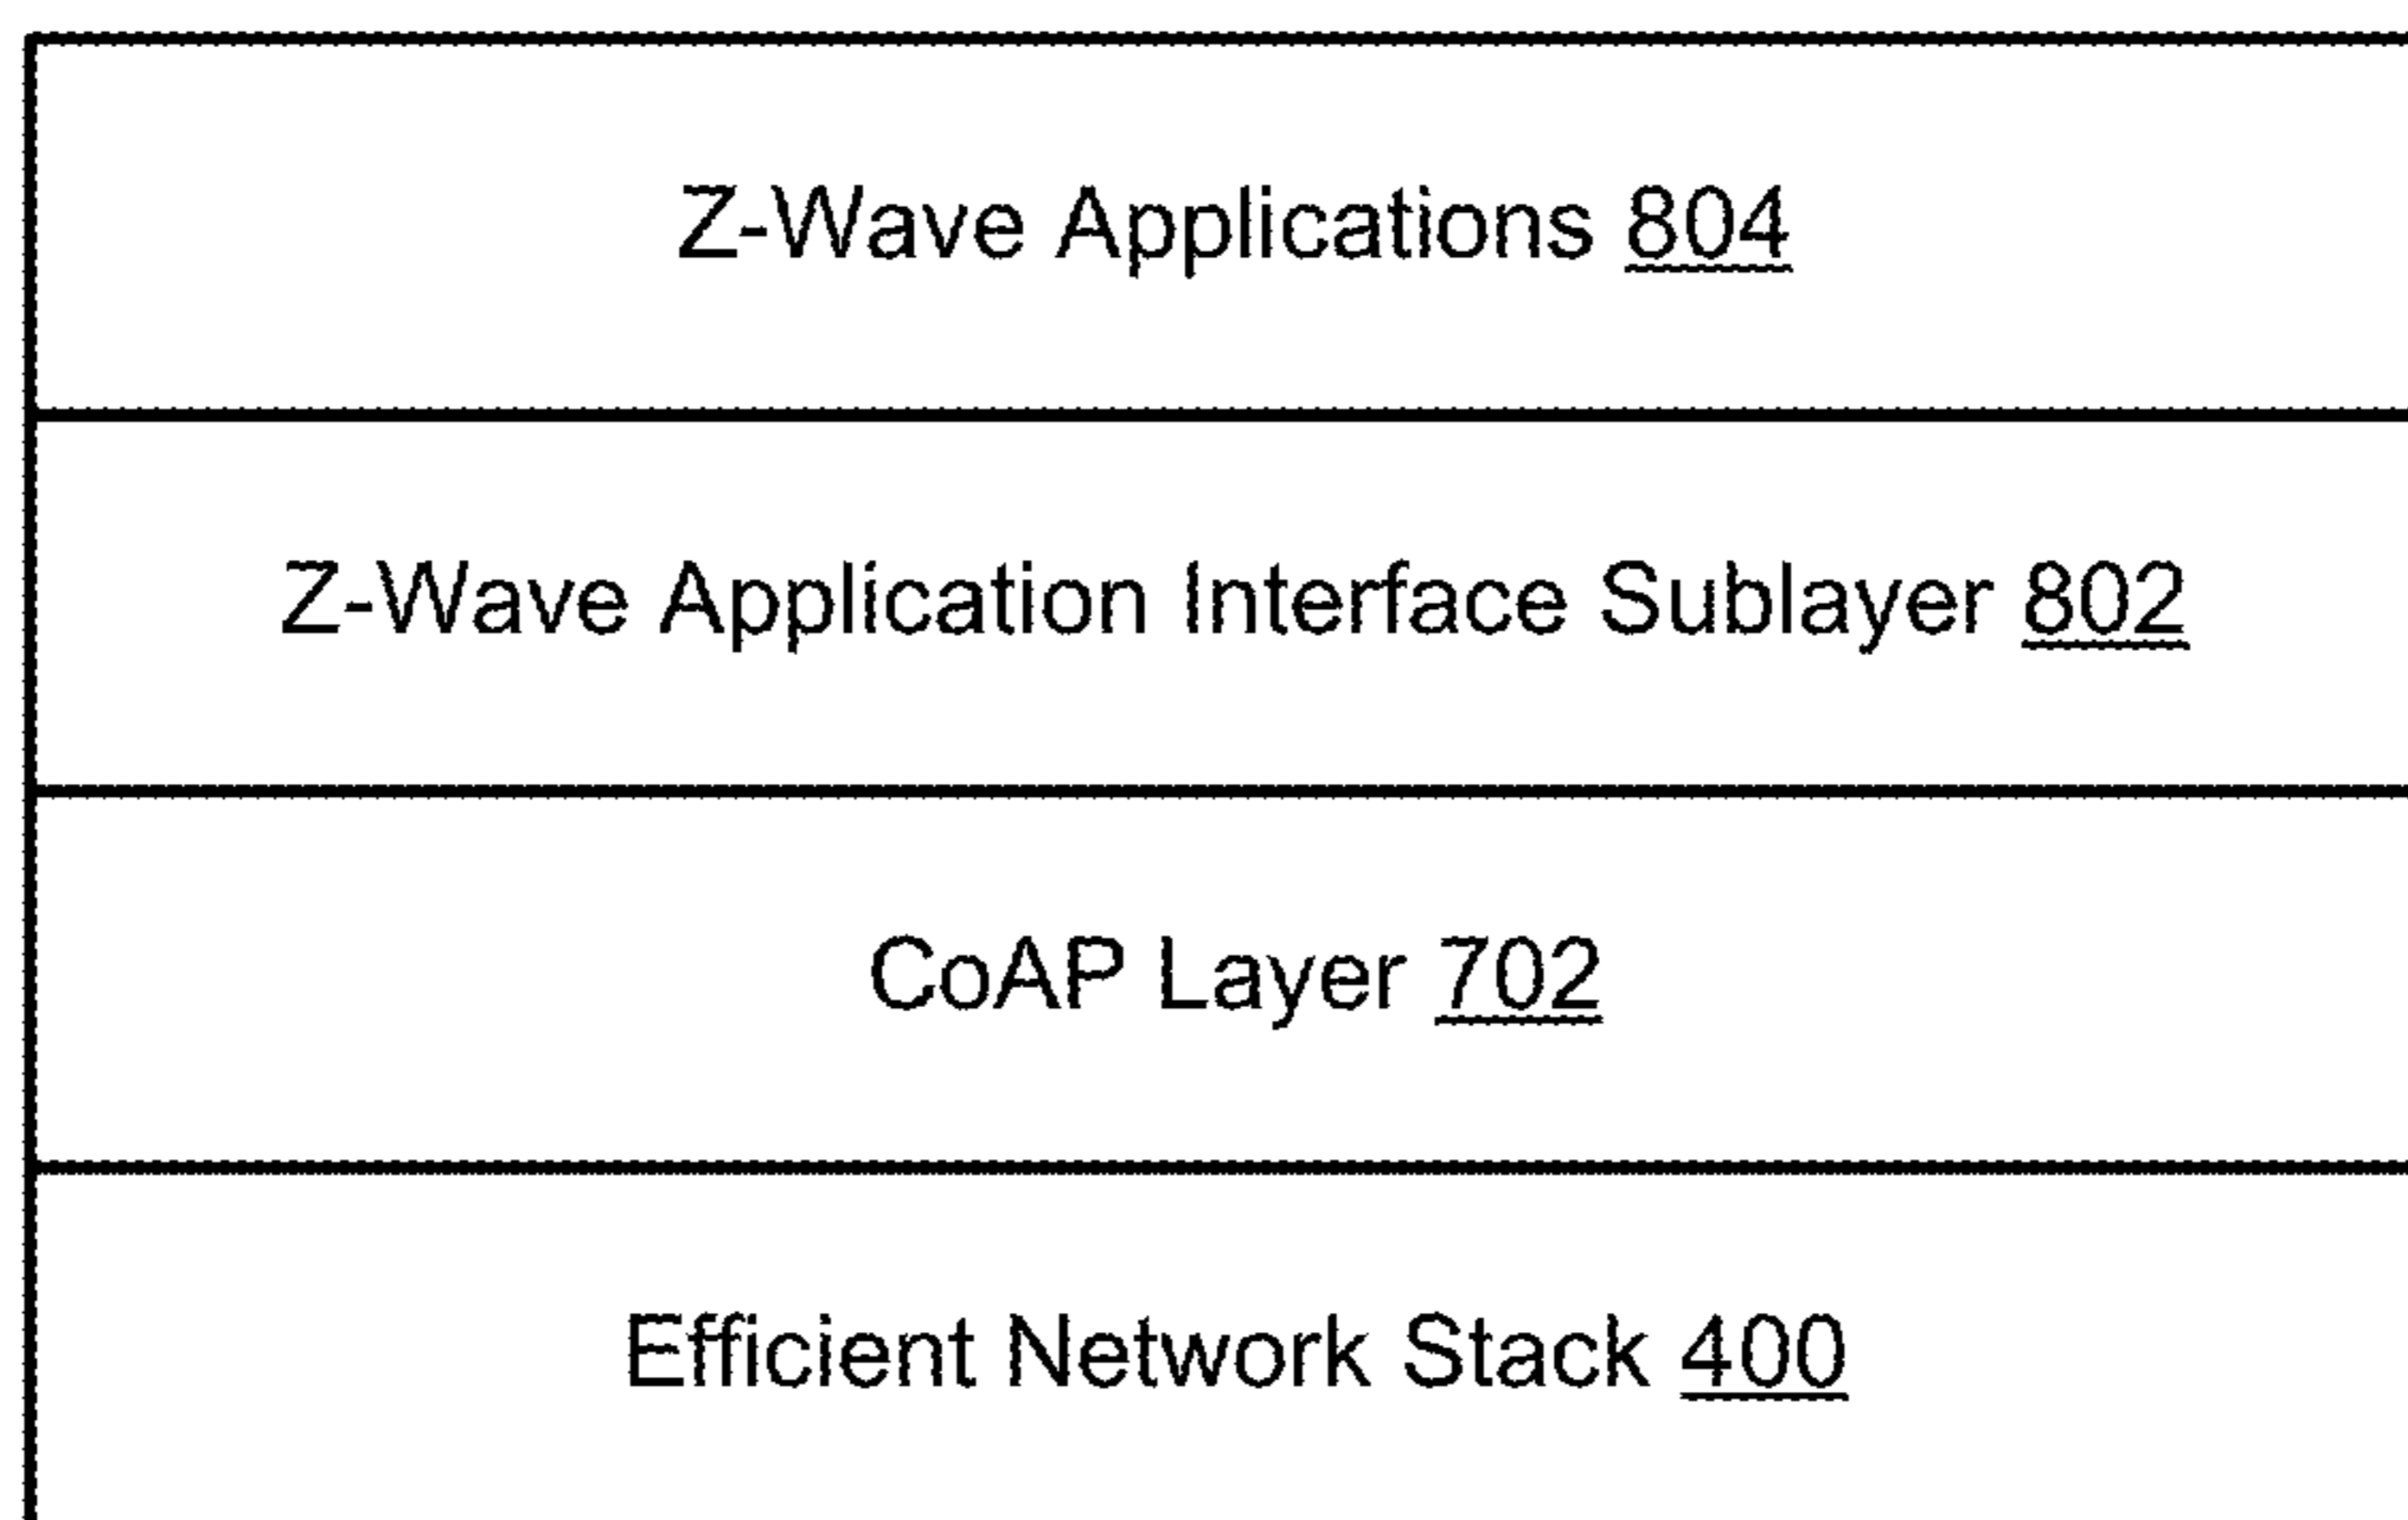 Z-Wave Applications 804
Z-Wave Application Interface Sublayer 802
CoAP Layer 702
Efficient Network Stack 400